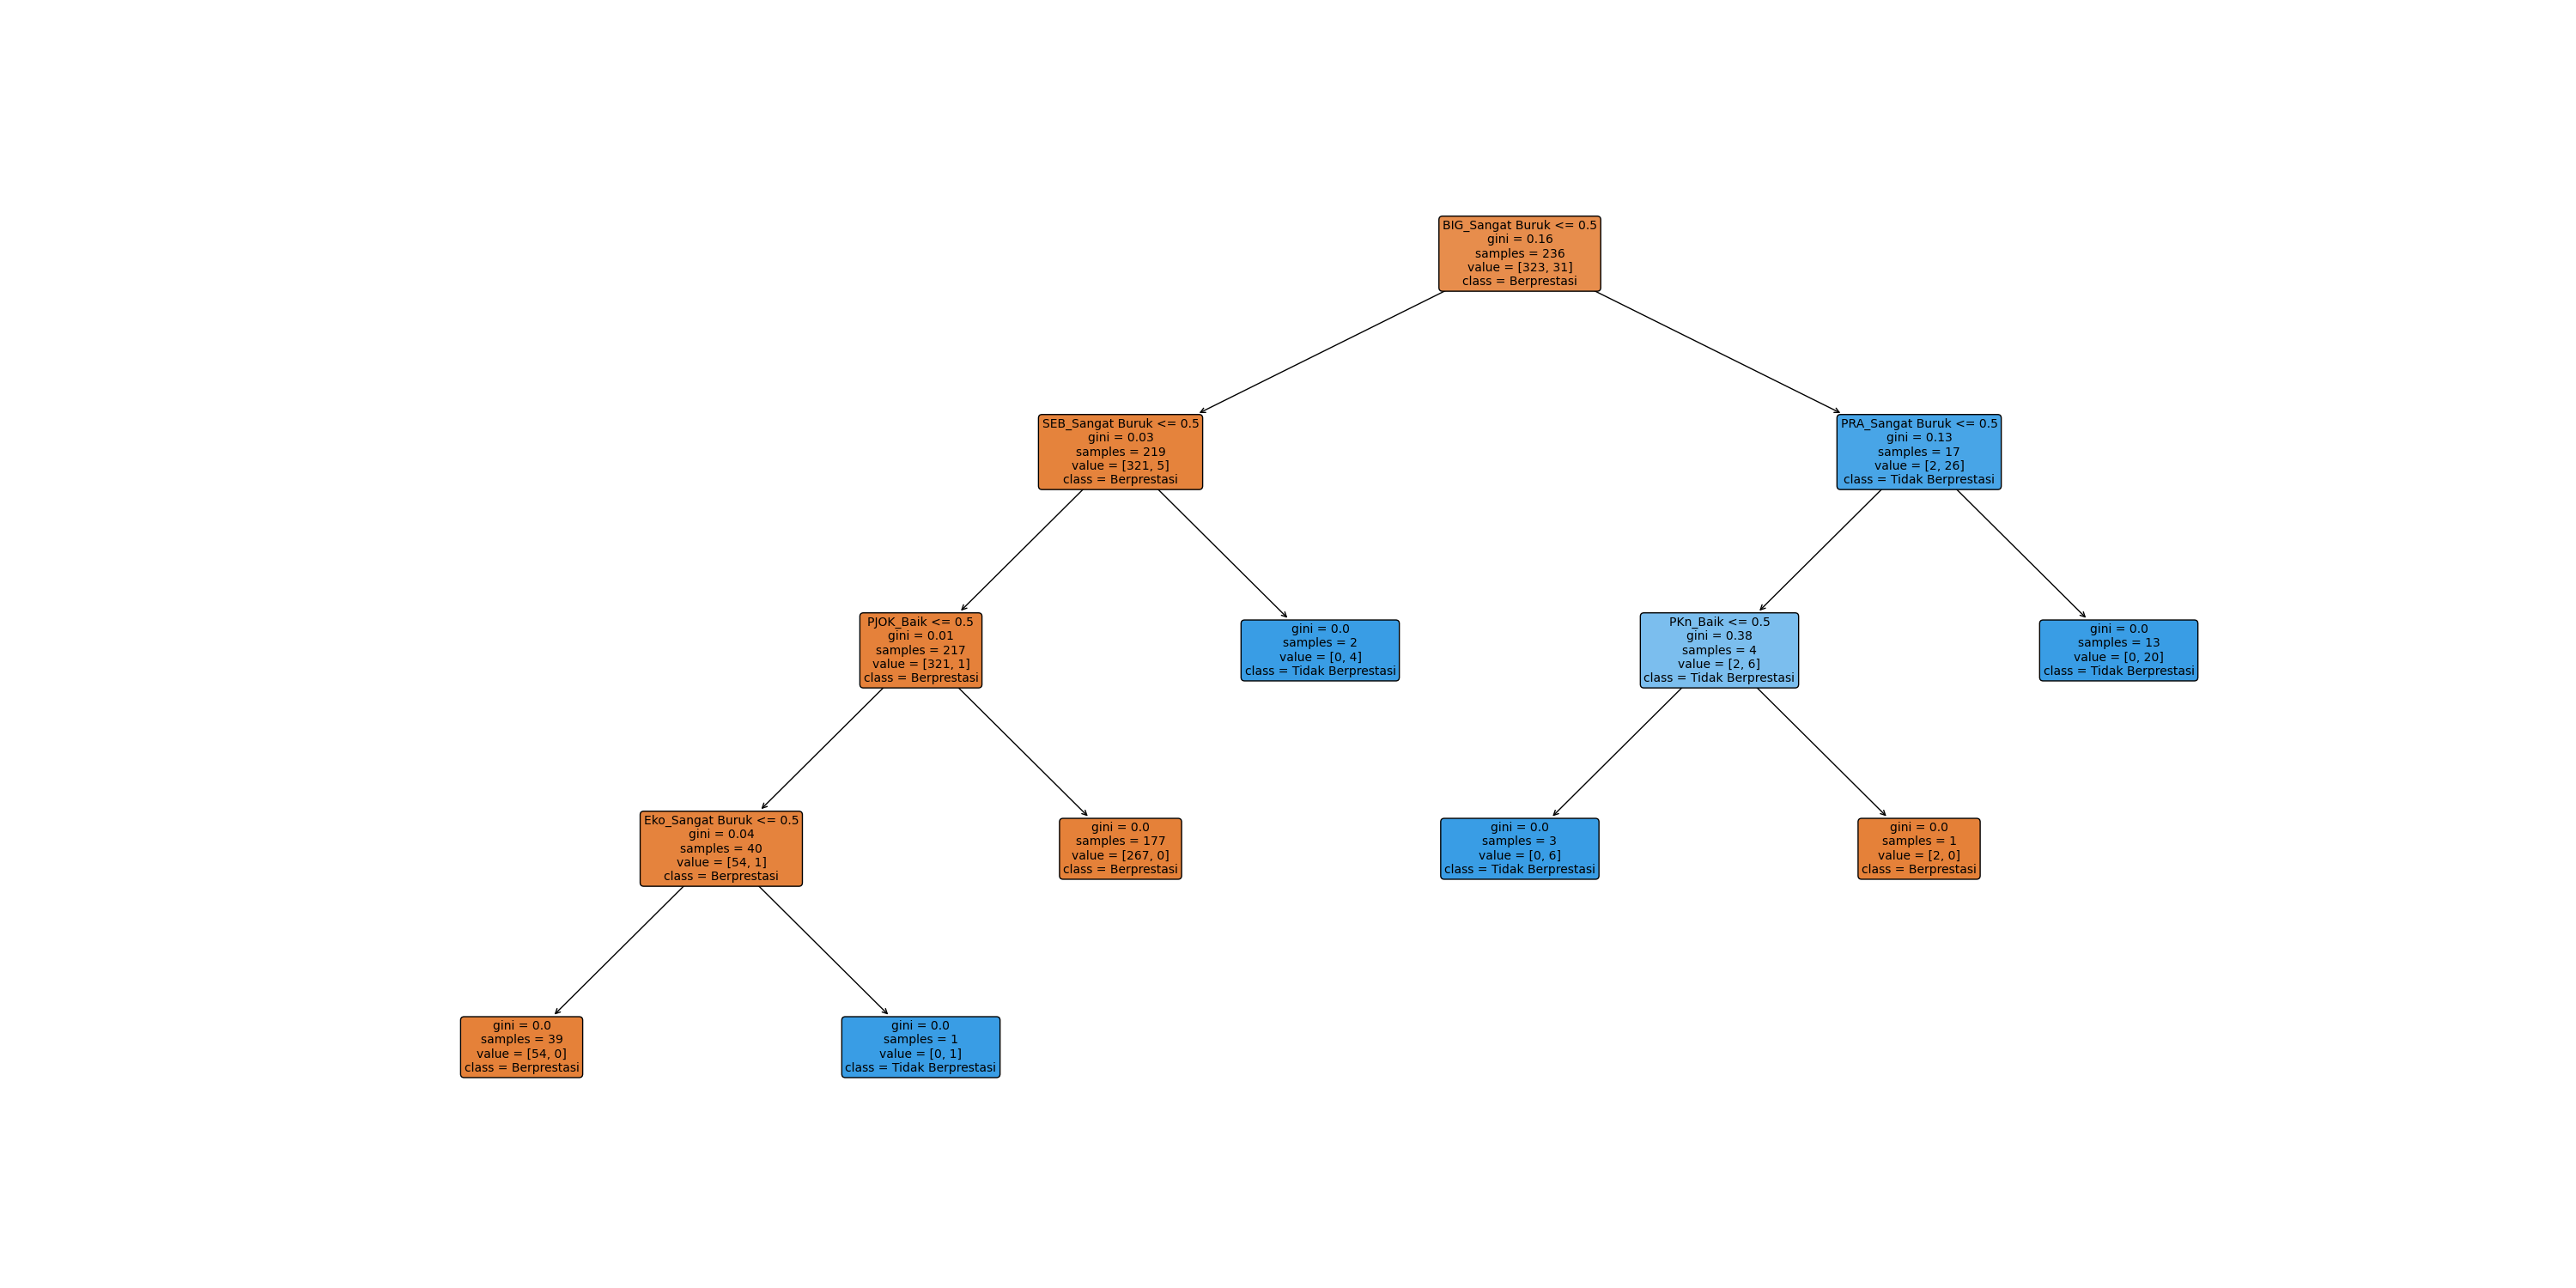 BIG_Sangat Buruk <= 0.5
gini = 0.16
samples = 236
value = [323, 31]
class = Berprestasi
SEB_Sangat Buruk <= 0.5
gini = 0.03
samples = 219
value = [321, 5]
class = Berprestasi
PRA_Sangat Buruk <= 0.5
gini = 0.13
samples = 17
value = [2, 26]
class = Tidak Berprestasi
PJOK_Baik <= 0.5
gini = 0.01
samples = 217
value = [321, 1]
class = Berprestasi
gini = 0.0
samples = 2
value = [0, 4]
class = Tidak Berprestasi
PKn_Baik <= 0.5
gini = 0.38
samples = 4
value = [2, 6]
class = Tidak Berprestasi
gini = 0.0
samples = 13
value = [0, 20]
class = Tidak Berprestasi
Eko_Sangat Buruk <= 0.5
gini = 0.04
samples = 40
value = [54, 1]
class = Berprestasi
gini = 0.0
samples = 177
value = [267, 0]
class = Berprestasi
gini = 0.0
samples = 3
value = [0, 6]
class = Tidak Berprestasi
gini = 0.0
samples = 1
value = [2, 0]
class = Berprestasi
gini = 0.0
samples = 39
value = [54, 0]
class = Berprestasi
gini = 0.0
samples = 1
value = [0, 1]
class = Tidak Berprestasi